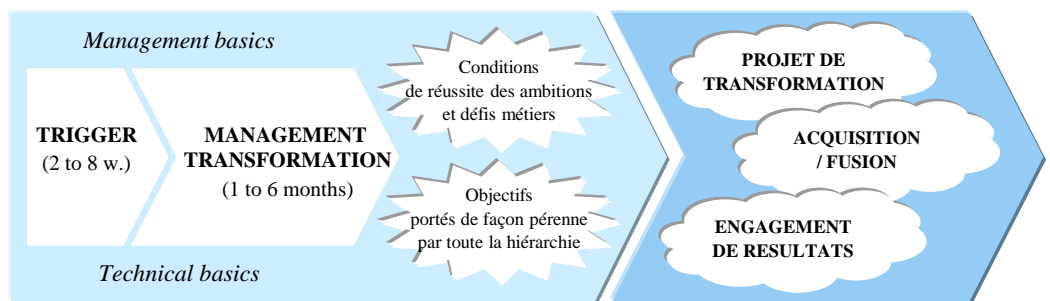 Management basics
TRIGGER
(2 to 8 w.)
MANAGEMENT
TRANSFORMATION
(1 to 6 months)
Technical basics
Conditions
de réussite des ambitions
et défis métiers
Objectifs
portés de façon pérenne
par toute la hiérarchie
PROJET DE
TRANSFORMATION
ACQUISITION
/ FUSION
ENGAGEMENT
DE RESULTATS